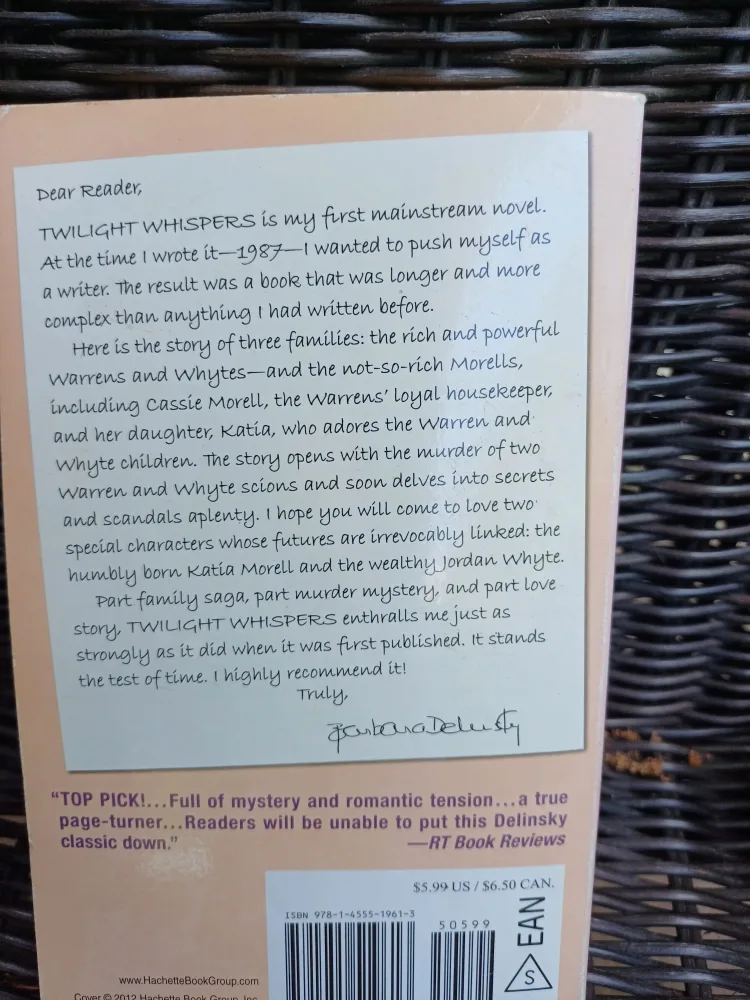 Dear Reader,
TWILIGHT WHISPERS is my first mainstream novel.
At the time I wrote it—1987—I wanted to push myself as
a writer. The result was a book that was longer and more
complex than anything I had written before.
Here is the story of three families: the rich and powerful
Warrens and Whytes—and the not-so-rich Morells,
including Cassie Morell, the Warrens' loyal housekeeper,
and her daughter, Katia, who adores the Warren and
Whyte children. The story opens with the murder of two
Warren and Whyte scions and soon delves into secrets
and scandals aplenty. I hope you will come to love two
special characters whose futures are irrevocably linked: the
humbly born Katia Morell and the wealthy Jordan Whyte.
Part family saga, part murder mystery, and part love
story, TWILIGHT WHISPERS enthralls me just as
strongly as it did when it was first published. It stands
the test of time. I highly recommend it!
Truly,
Barbara Delinsky
"TOP PICK!...Full of mystery and romantic tension...a true
page-turner...Readers will be unable to put this Delinsky
classic down."
—RT Book Reviews
$5.99 US / $6.50 CAN.
ISBN 978-1-4555-1961-3
50599
EAN
S
www.HachetteBookGroup.com
Cover © 2012 Hachette Book Group, Inc.